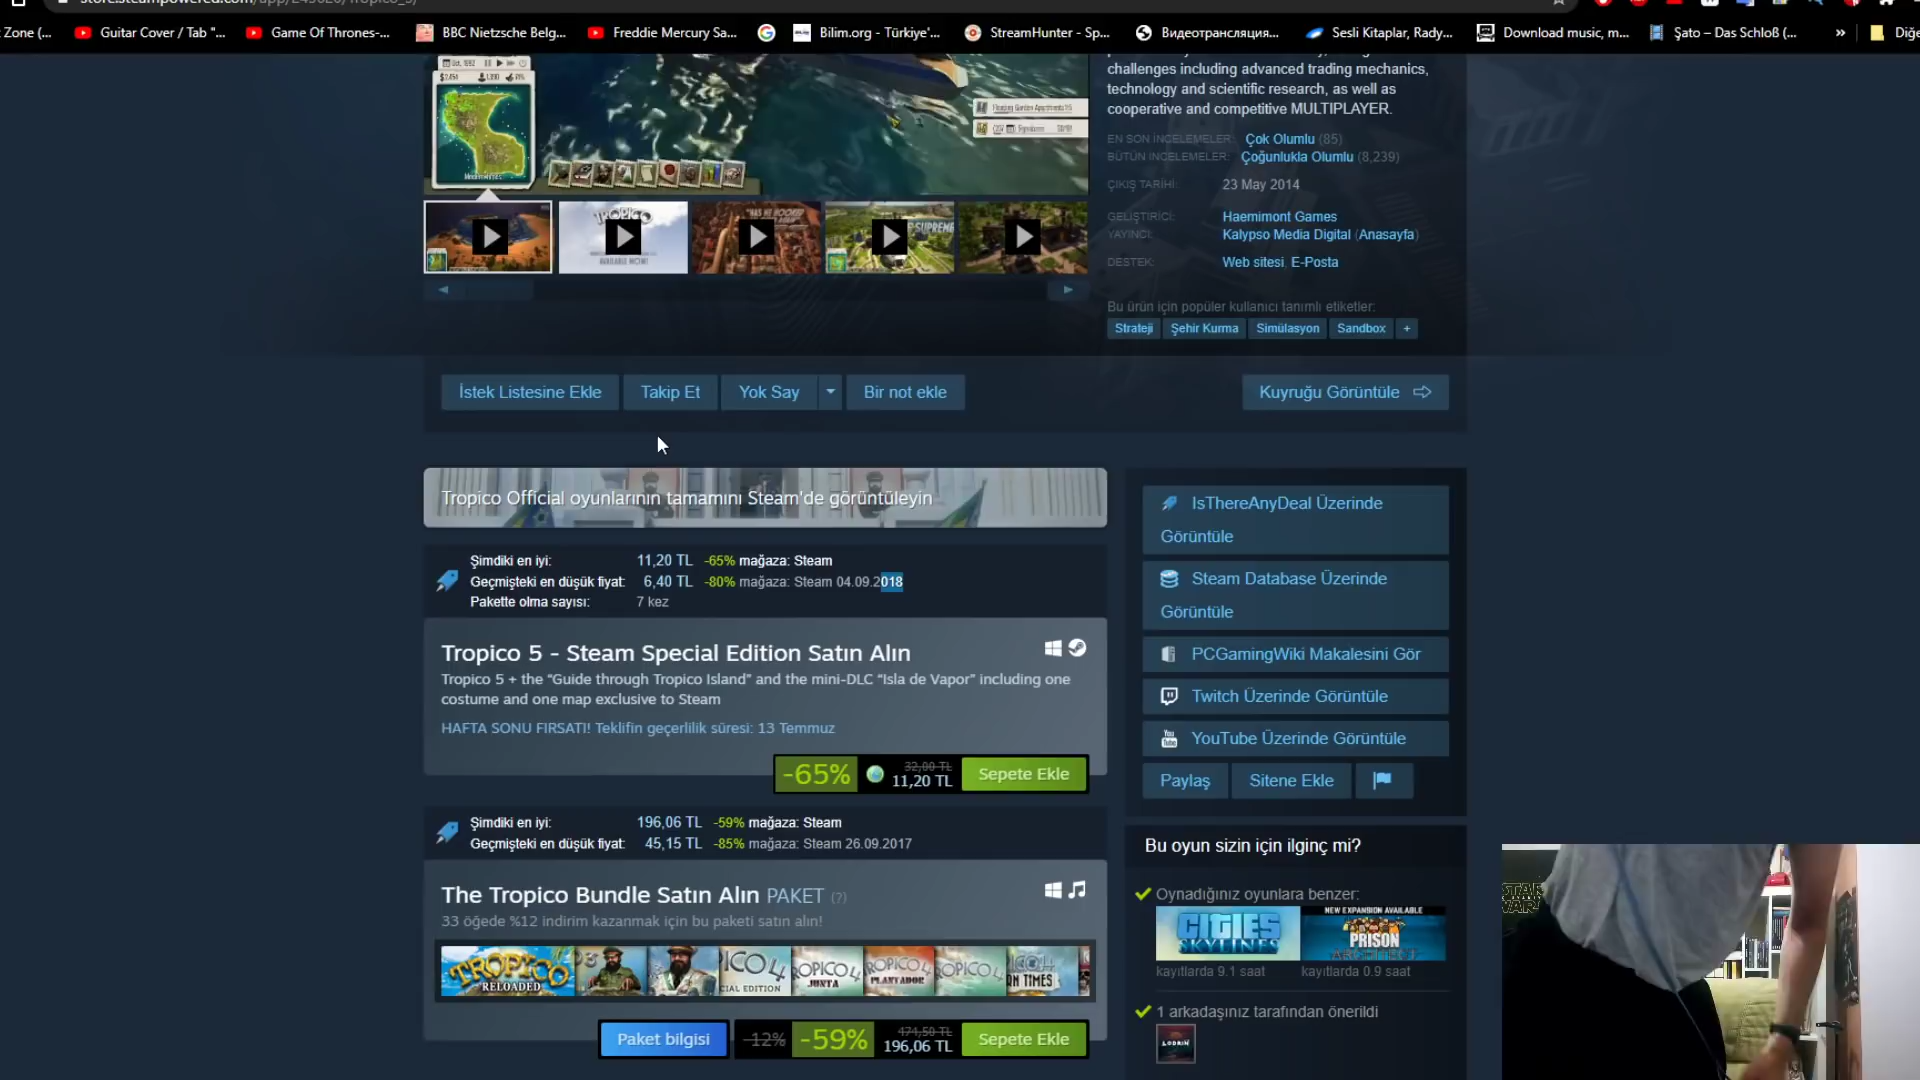 Zone (...
Guitar Cover / Tab "...
Game Of Thrones-...
BBC Nietzsche Belg...
Freddie Mercury Sa...
Bilim.org - Türkiye'...
StreamHunter - Sp...
Видеотрансляция...
Sesli Kitaplar, Rady...
Download music, m...
Şato – Das Schloß (...
»
Diğe
challenges including advanced trading mechanics,
technology and scientific research, as well as
cooperative and competitive MULTIPLAYER.
EN SON İNCELEMELER: Çok Olumlu (85)
BÜTÜN İNCELEMELER: Çoğunlukla Olumlu (8,239)
ÇIKIŞ TARİHİ: 23 May 2014
GELİŞTİRİCİ: Haemimont Games
YAYINCI: Kalypso Media Digital (Anasayfa)
DESTEK: Web sitesi, E-Posta
Bu ürün için popüler kullanıcı tanımlı etiketler:
Strateji Şehir Kurma Simülasyon Sandbox +
TROPICO
İstek Listesine Ekle
Takip Et
Yok Say
Bir not ekle
Kuyruğu Görüntüle
Tropico Official oyunlarının tamamını Steam'de görüntüleyin
Şimdiki en iyi: 11,20 TL -65% mağaza: Steam
Geçmişteki en düşük fiyat: 6,40 TL -80% mağaza: Steam 04.09.2018
Pakette olma sayısı: 7 kez
Tropico 5 - Steam Special Edition Satın Alın
Tropico 5 + the “Guide through Tropico Island” and the mini-DLC “Isla de Vapor” including one
costume and one map exclusive to Steam
HAFTA SONU FIRSATI! Teklifin geçerlilik süresi: 13 Temmuz
-65% 32,00 TL
11,20 TL
Sepete Ekle
Şimdiki en iyi: 196,06 TL -59% mağaza: Steam
Geçmişteki en düşük fiyat: 45,15 TL -85% mağaza: Steam 26.09.2017
The Tropico Bundle Satın Alın PAKET (?)
33 öğede %12 indirim kazanmak için bu paketi satın alın!
TROPICO
RELOADED
JUNTA
PLANTADOR
Paket bilgisi
-12% -59% 474,50 TL
196,06 TL
Sepete Ekle
IsThereAnyDeal Üzerinde
Görüntüle
Steam Database Üzerinde
Görüntüle
PCGamingWiki Makalesini Gör
Twitch Üzerinde Görüntüle
You
Tube
YouTube Üzerinde Görüntüle
Paylaş
Sitene Ekle
Bu oyun sizin için ilginç mi?
Oynadığınız oyunlara benzer:
CITIES
SKYLINES
NEW EXPANSION AVAILABLE
PRISON
ARCHITECT
kayıtlarda 9.1 saat
kayıtlarda 0.9 saat
1 arkadaşınız tarafından önerildi
STAR
WARS